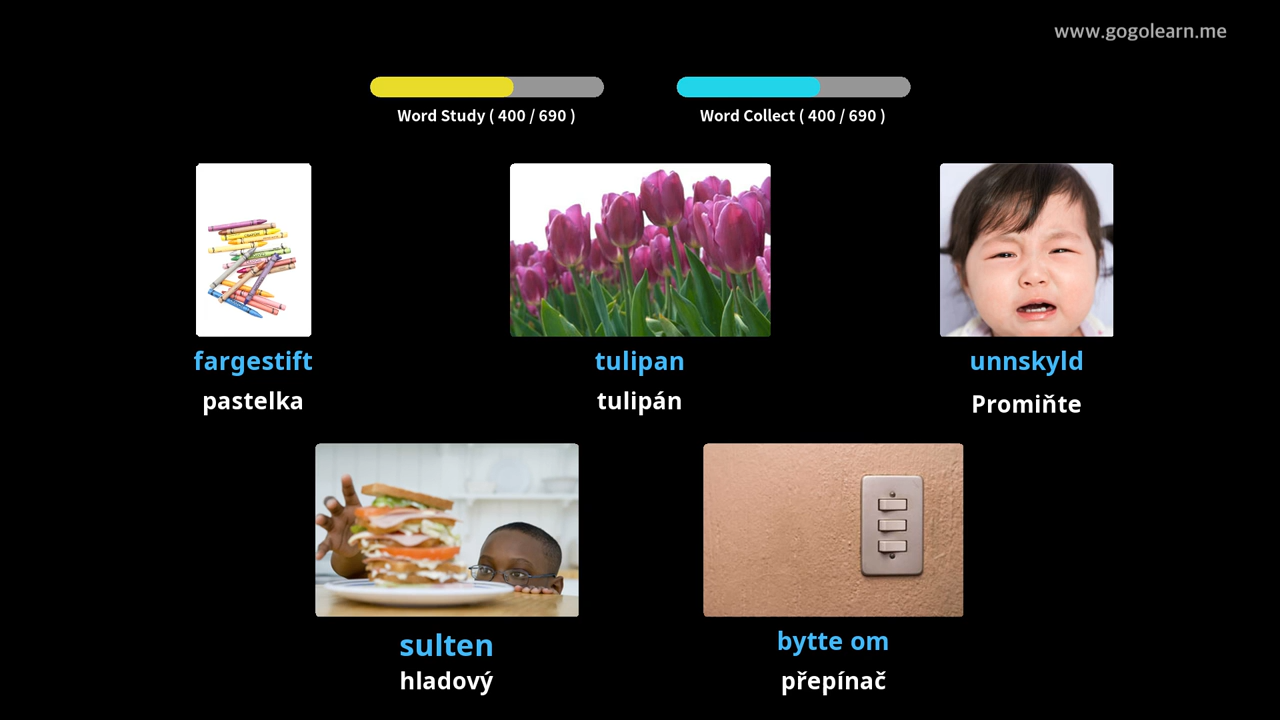 www.gogolearn.me
Word Study ( 400 / 690 )
Word Collect ( 400 / 690 )
fargestift
tulipan
unnskyld
pastelka
tulipán
Promiňte
sulten
bytte om
hladový
přepínač